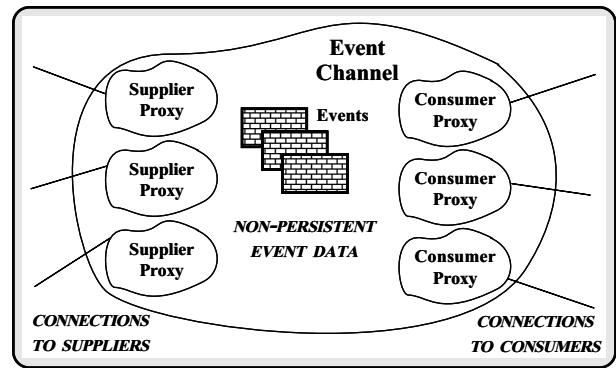 Event
Channel
Supplier
Proxy
Events
Consumer
Proxy
Supplier
Proxy
Consumer
Proxy
NON-PERSISTENT
EVENT DATA
Supplier
Proxy
Consumer
Proxy
CONNECTIONS
TO SUPPLIERS
CONNECTIONS
TO CONSUMERS